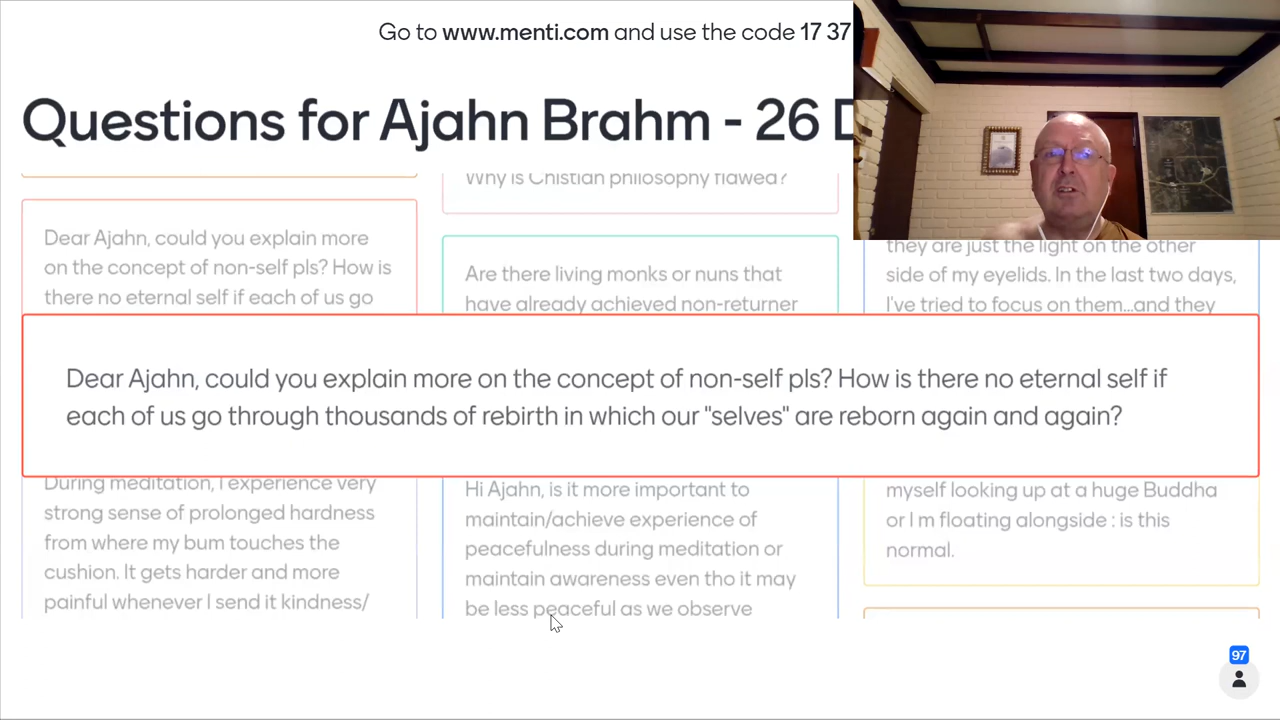 Go to www.menti.com and use the code 17 37
Questions for Ajahn Brahm - 26 D
Why is Chistian philosophy flawed?
Dear Ajahn, could you explain more
on the concept of non-self pls? How is
there no eternal self if each of us go
Are there living monks or nuns that
have already achieved non-returner
they are just the light on the other
side of my eyelids. In the last two days,
I've tried to focus on them...and they
Dear Ajahn, could you explain more on the concept of non-self pls? How is there no eternal self if
each of us go through thousands of rebirth in which our "selves" are reborn again and again?
During meditation, I experience very
strong sense of prolonged hardness
from where my bum touches the
cushion. It gets harder and more
painful whenever I send it kindness/
Hi Ajahn, is it more important to
maintain/achieve experience of
peacefulness during meditation or
maintain awareness even tho it may
be less peaceful as we observe
myself looking up at a huge Buddha
or I m floating alongside : is this
normal.
97